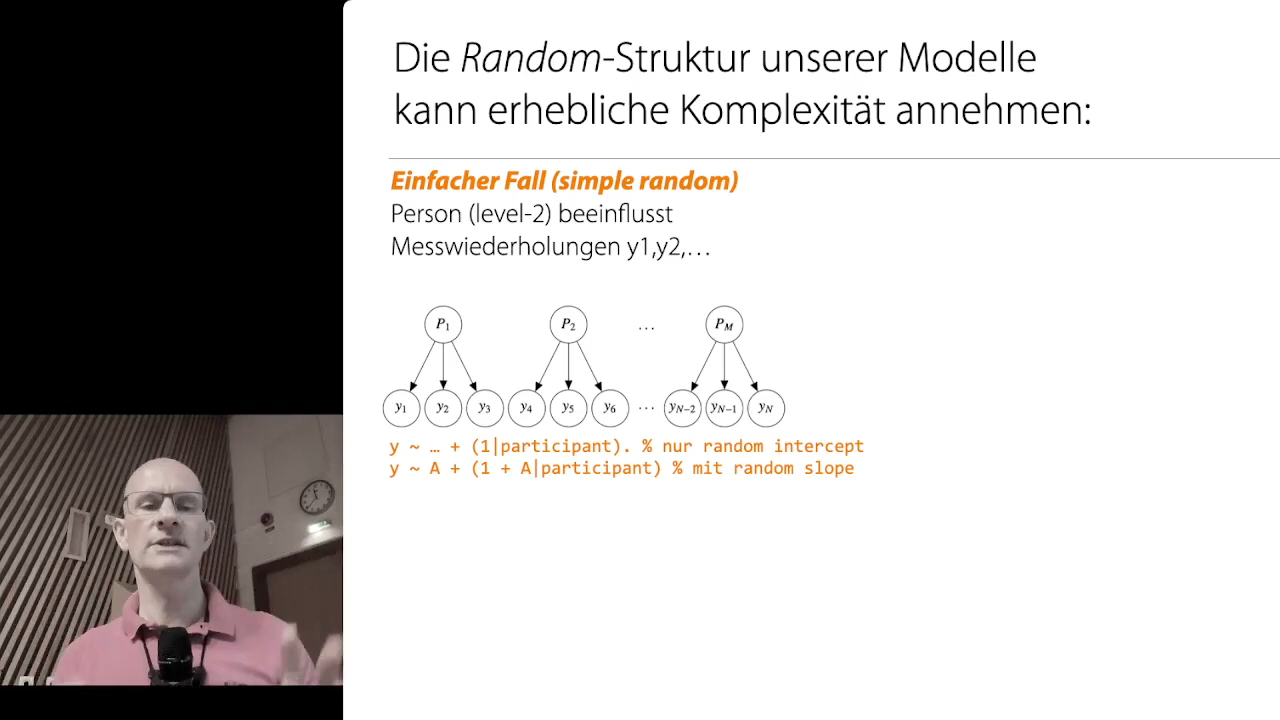 Die Random-Struktur unserer Modelle
kann erhebliche Komplexität annehmen:
Einfacher Fall (simple random)
Person (level-2) beeinflusst
Messwiederholungen y1,y2,…
P1 P2 … PM
y1 y2 y3 y4 y5 y6 … yN−2 yN−1 yN
y ~ … + (1|participant). % nur random intercept
y ~ A + (1 + A|participant) % mit random slope